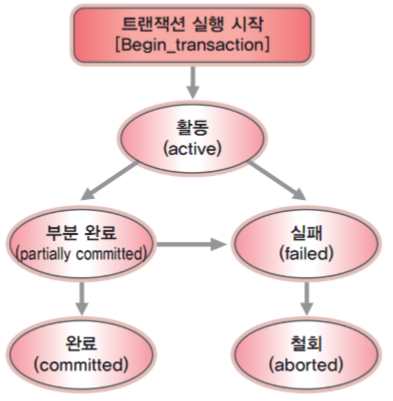 트랜잭션 실행 시작
[Begin_transaction]
활동
(active)
부분 완료
(partially committed)
실패
(failed)
완료
(committed)
철회
(aborted)